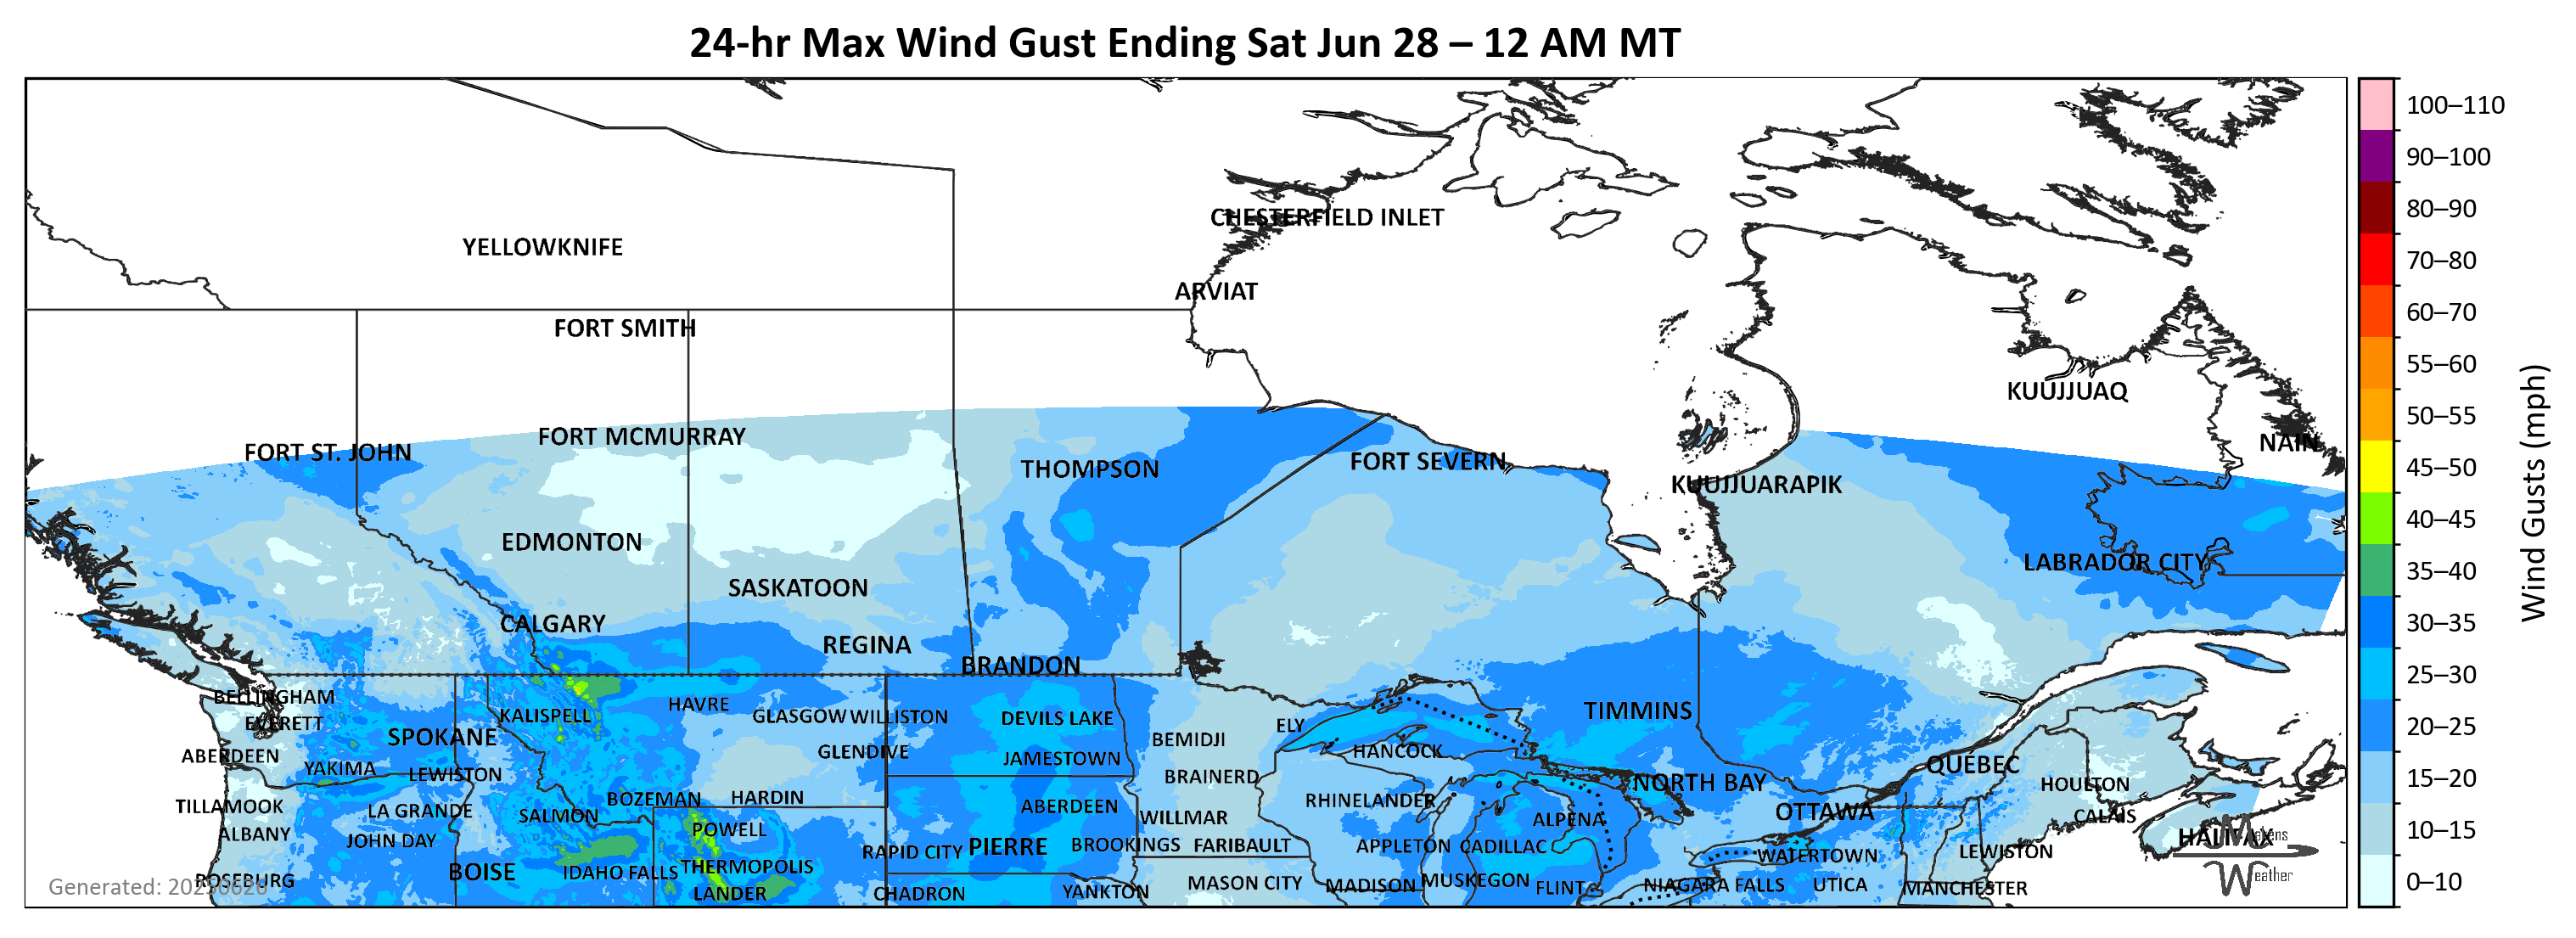 24-hr Max Wind Gust Ending Sat Jun 28 – 12 AM MT
100–110
90–100
80–90
70–80
60–70
55–60
50–55
45–50
40–45
35–40
30–35
25–30
20–25
15–20
10–15
0–10
Wind Gusts (mph)
CHESTERFIELD INLET
YELLOWKNIFE
ARVIAT
FORT SMITH
KUUJJUAQ
FORT MCMURRAY
NAIN
FORT ST. JOHN
FORT SEVERN
THOMPSON
KUUJJUARAPIK
EDMONTON
LABRADOR CITY
SASKATOON
CALGARY
REGINA
BRANDON
BELLINGHAM
HAVRE
TIMMINS
KALISPELL
GLASGOW
WILLISTON
DEVILS LAKE
EVERETT
ELY
SPOKANE
BEMIDJI
HANCOCK
GLENDIVE
ABERDEEN
JAMESTOWN
QUEBEC
YAKIMA
LEWISTON
BRAINERD
NORTH BAY
HOULTON
BOZEMAN
HARDIN
RHINELANDER
TILLAMOOK
ABERDEEN
LA GRANDE
SALMON
OTTAWA
CALAIS
WILLMAR
ALPENA
POWELL
ALBANY
HALIFAX
JOHN DAY
RAPID CITY
PIERRE
BROOKINGS
FARIBAULT
APPLETON
CADILLAC
LEWISTON
WATERTOWN
THERMOPOLIS
BOISE
IDAHO FALLS
ROSEBURG
MASON CITY
MADISON
MUSKEGON
FLINT
NIAGARA FALLS
UTICA
MANCHESTER
LANDER
CHADRON
YANKTON
Makens
Weather